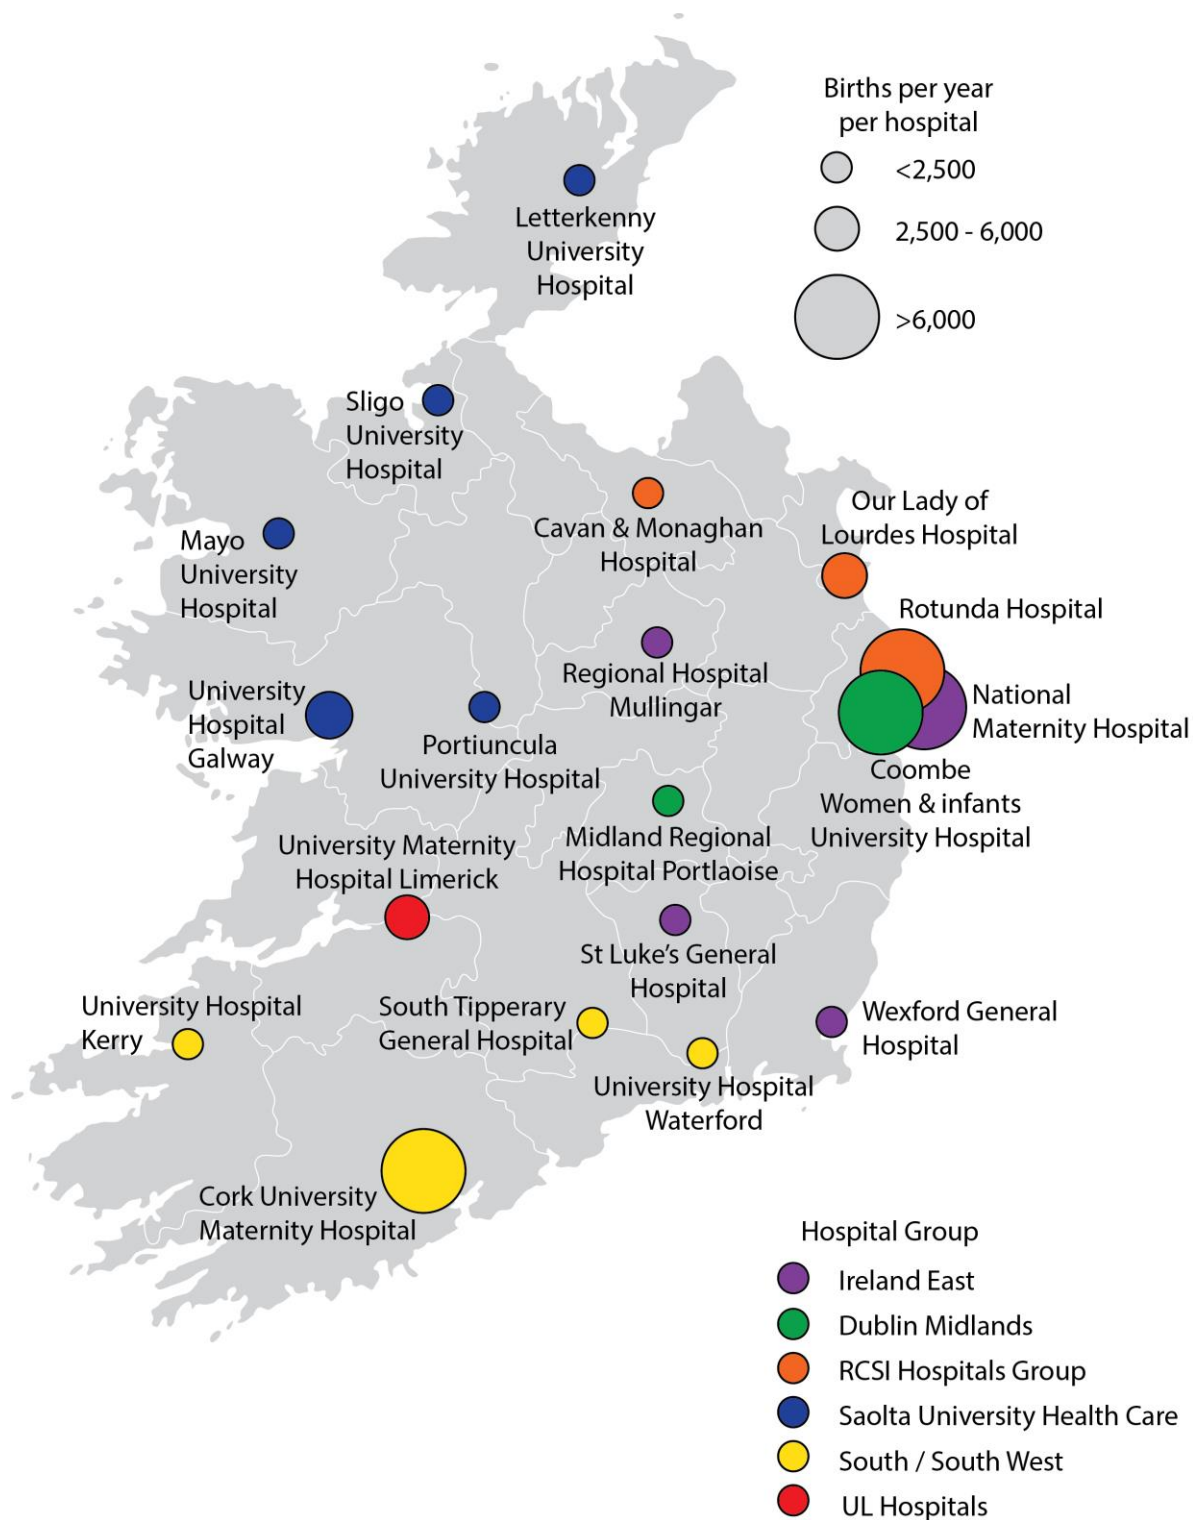 Births per year
per hospital
<2,500
2,500 - 6,000
>6,000
Letterkenny
University
Hospital
Sligo
University
Hospital
Cavan & Monaghan
Hospital
Our Lady of
Lourdes Hospital
Mayo
University
Hospital
Rotunda Hospital
Regional Hospital
Mullingar
National
Maternity Hospital
University
Hospital
Galway
Portiuncula
University Hospital
Coombe
Women & infants
University Hospital
Midland Regional
Hospital Portlaoise
University Maternity
Hospital Limerick
St Luke's General
Hospital
University Hospital
Kerry
South Tipperary
General Hospital
Wexford General
Hospital
University Hospital
Waterford
Cork University
Maternity Hospital
Hospital Group
Ireland East
Dublin Midlands
RCSI Hospitals Group
Saolta University Health Care
South / South West
UL Hospitals